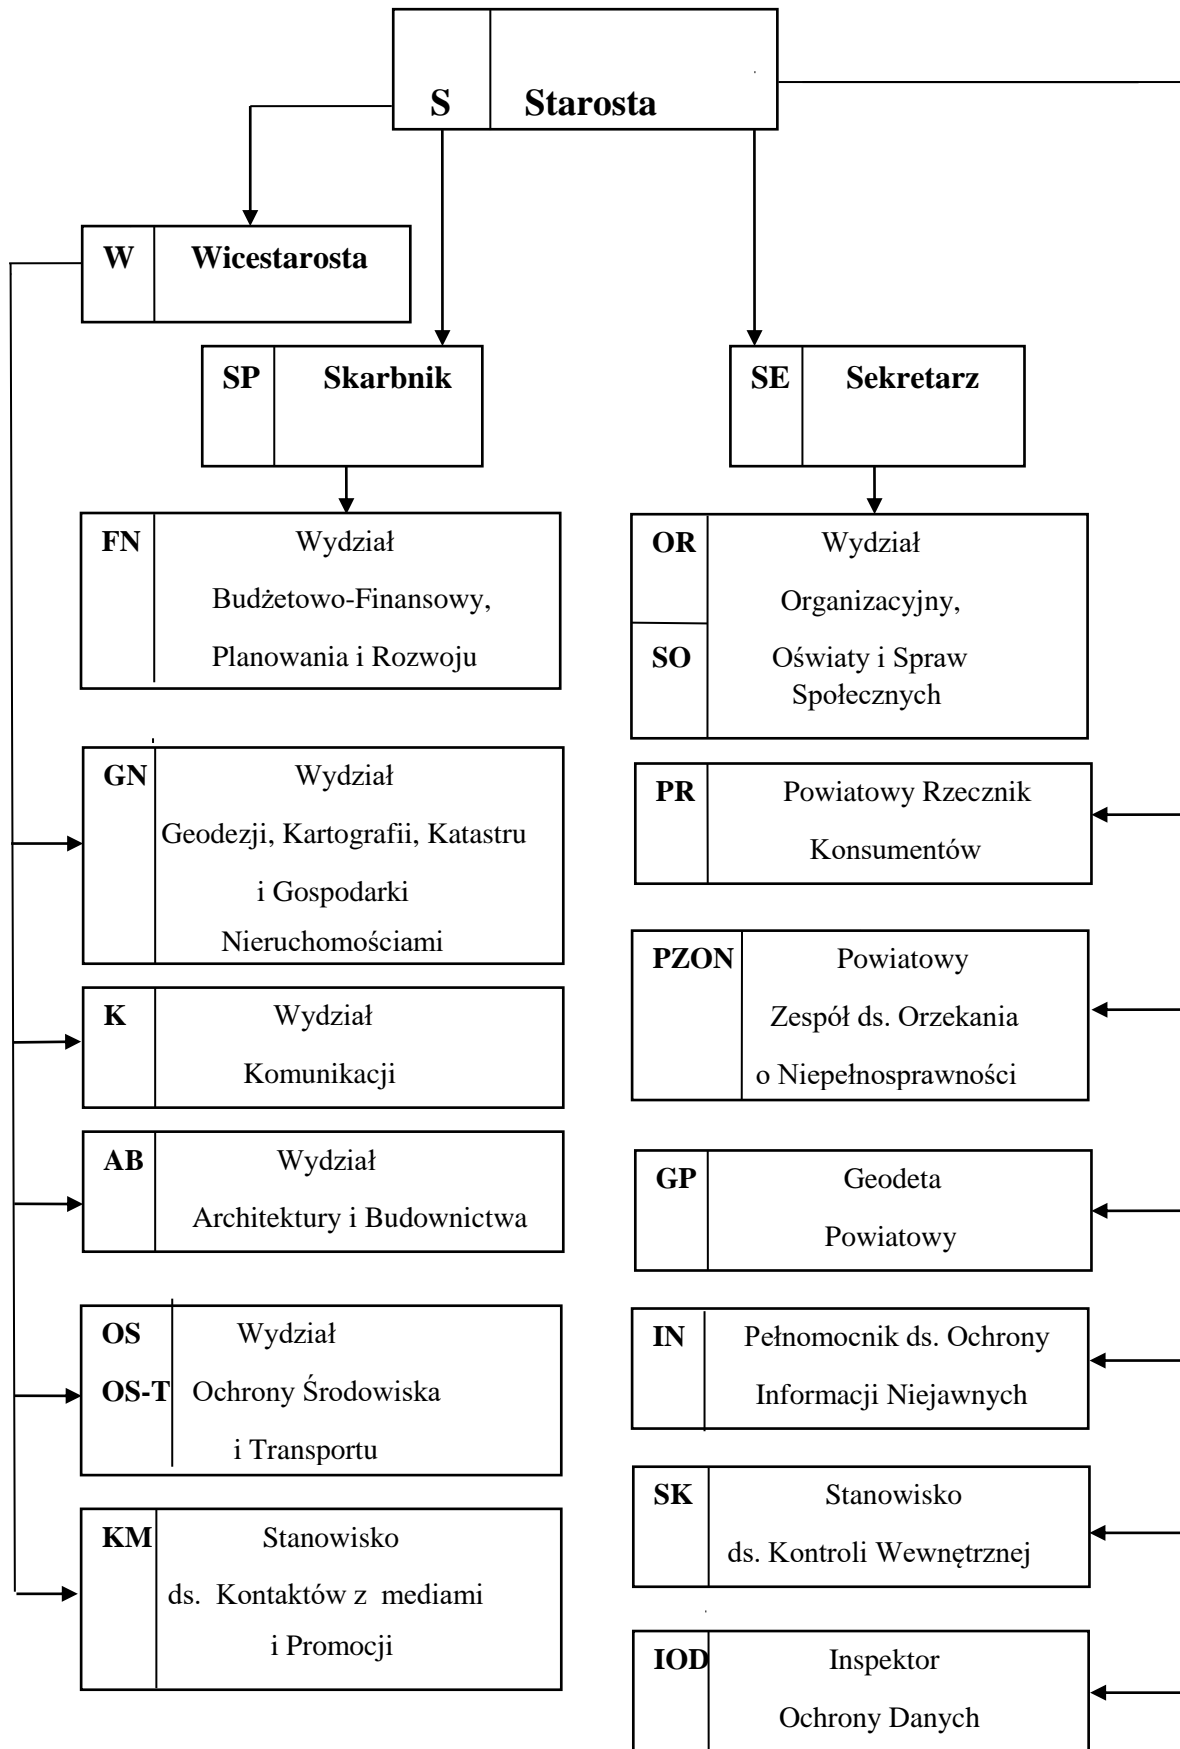 S Starosta
W Wicestarosta
SP Skarbnik
SE Sekretarz
FN Wydział
Budżetowo-Finansowy,
Planowania i Rozwoju
OR Wydział
Organizacyjny,
SO Oświaty i Spraw
Społecznych
GN Wydział
Geodezji, Kartografii, Katastru
i Gospodarki
Nieruchomościami
PR Powiatowy Rzecznik
Konsumentów
PZON Powiatowy
Zespół ds. Orzekania
o Niepełnosprawności
K Wydział
Komunikacji
AB Wydział
Architektury i Budownictwa
GP Geodeta
Powiatowy
OS Wydział
OS-T Ochrony Środowiska
i Transportu
IN Pełnomocnik ds. Ochrony
Informacji Niejawnych
KM Stanowisko
ds. Kontaktów z mediami
i Promocji
SK Stanowisko
ds. Kontroli Wewnętrznej
IOD Inspektor
Ochrony Danych